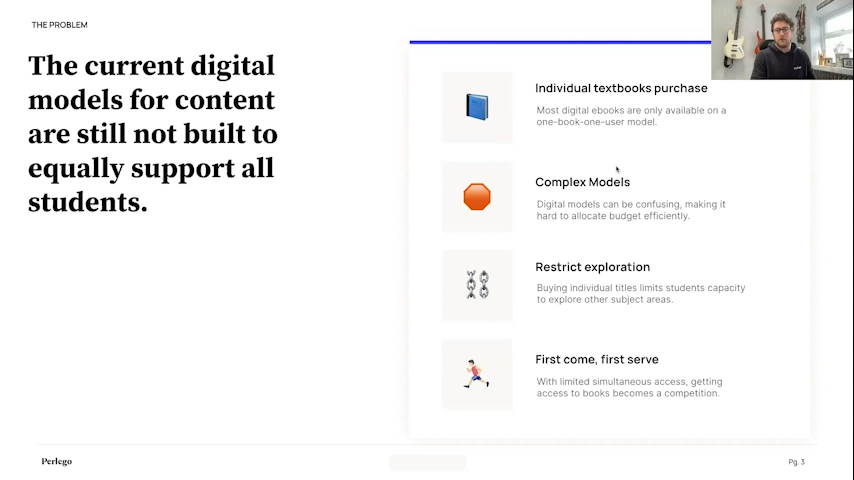 THE PROBLEM
The current digital
models for content
are still not built to
equally support all
students.
Individual textbooks purchase
Most digital ebooks are only available on a
one-book-one-user model.
Complex Models
Digital models can be confusing, making it
hard to allocate budget efficiently.
Restrict exploration
Buying individual titles limits students capacity
to explore other subject areas.
First come, first serve
With limited simultaneous access, getting
access to books becomes a competition.
Perlego
Pg. 3